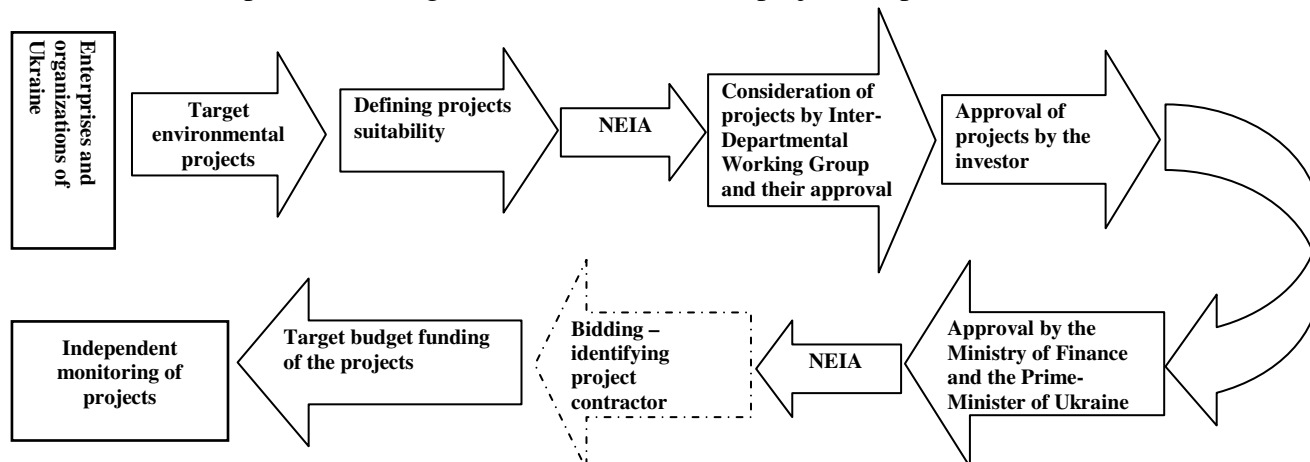 Enterprises and
organizations of
Ukraine
Target
environmental
projects
Defining projects
suitability
NEIA
Consideration of
projects by Inter-
Departmental
Working Group
and their approval
Approval of
projects by the
investor
Approval by the
Ministry of Finance
and the Prime-
Minister of Ukraine
NEIA
Bidding –
identifying
project
contractor
Target budget funding
of the projects
Independent
monitoring of
projects